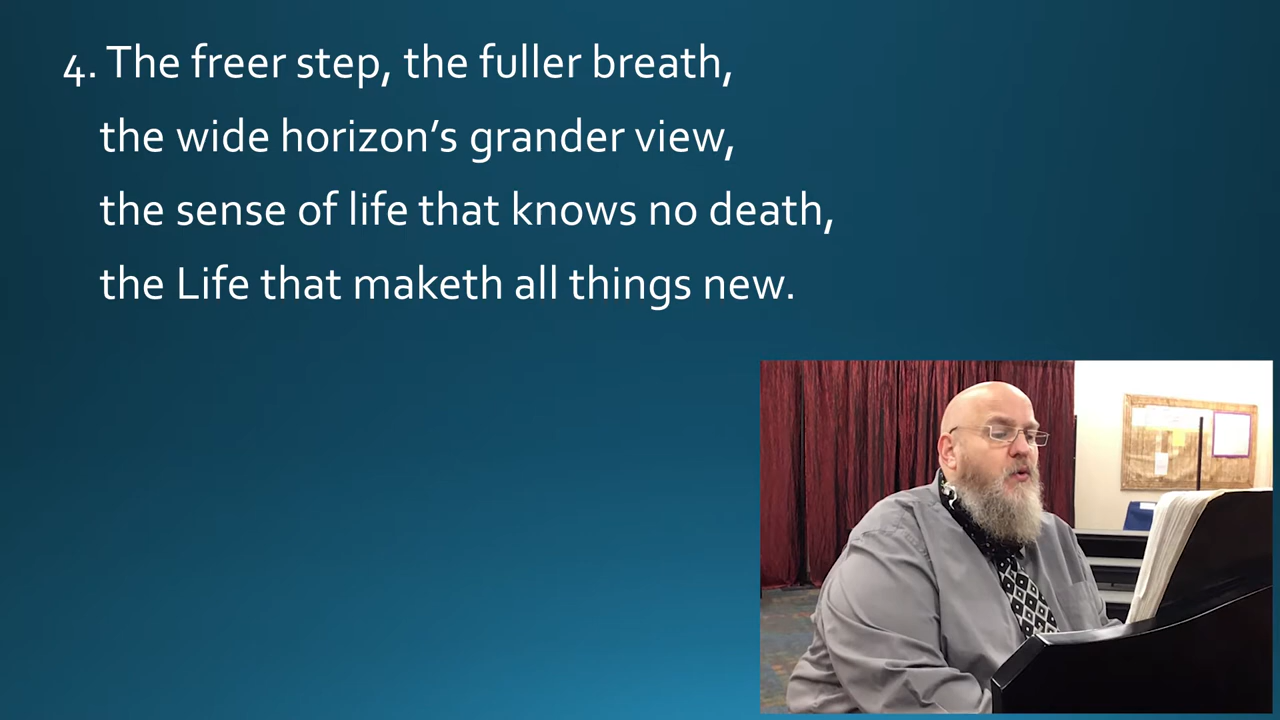 4. The freer step, the fuller breath,
the wide horizon’s grander view,
the sense of life that knows no death,
the Life that maketh all things new.